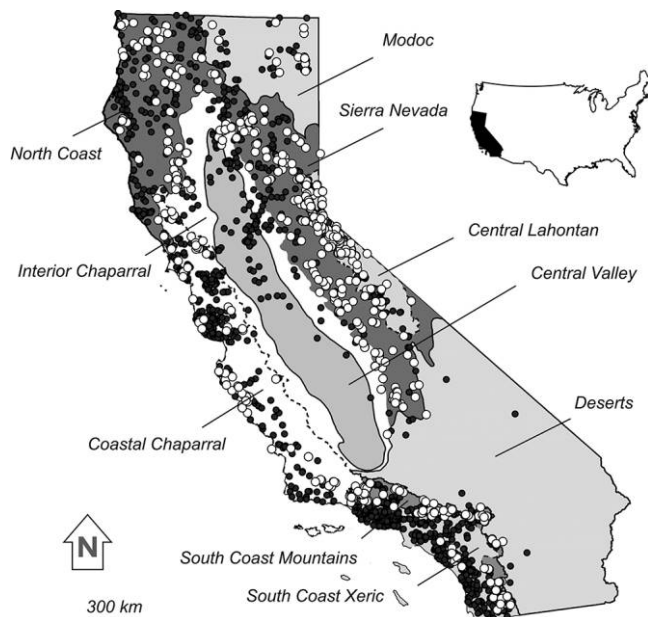 Modoc
Sierra Nevada
North Coast
Central Lahontan
Interior Chaparral
Central Valley
Deserts
Coastal Chaparral
N
South Coast Mountains
South Coast Xeric
300 km